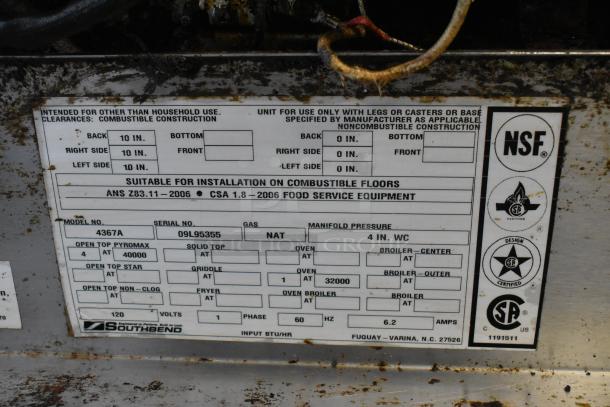 INTENDED FOR OTHER THAN HOUSEHOLD USE.
CLEARANCES: COMBUSTIBLE CONSTRUCTION
UNIT FOR USE ONLY WITH LEGS OR CASTERS OR BASE
SPECIFIED BY MANUFACTURER AS APPLICABLE.
NONCOMBUSTIBLE CONSTRUCTION
BACK 10 IN. BOTTOM BACK 0 IN. BOTTOM
RIGHT SIDE 10 IN. FRONT RIGHT SIDE 0 IN. FRONT
LEFT SIDE 10 IN. LEFT SIDE 0 IN.
SUITABLE FOR INSTALLATION ON COMBUSTIBLE FLOORS
ANS Z83.11-2006 • CSA 1.8-2006 FOOD SERVICE EQUIPMENT
MODEL NO. SERIAL NO. GAS MANIFOLD PRESSURE
4367A 09L95355 NAT 4 IN. WC
OPEN TOP PYROMAX SOLID TOP OVEN BROILER-CENTER
4 AT 40000 AT AT AT
OPEN TOP STAR GRIDDLE OVEN BROILER-OUTER
AT AT 1 AT 32000 AT
OPEN TOP NON-CLOG FRYER OVEN BROILER BROILER
AT AT AT AT
120 VOLTS 1 PHASE 60 HZ 6.2 AMPS
SOUTHBEND
INPUT BTU/HR
FUQUAY - VARINA, N.C. 27526
NSF®
DESIGN
CERTIFIED
SA
C US
1191511